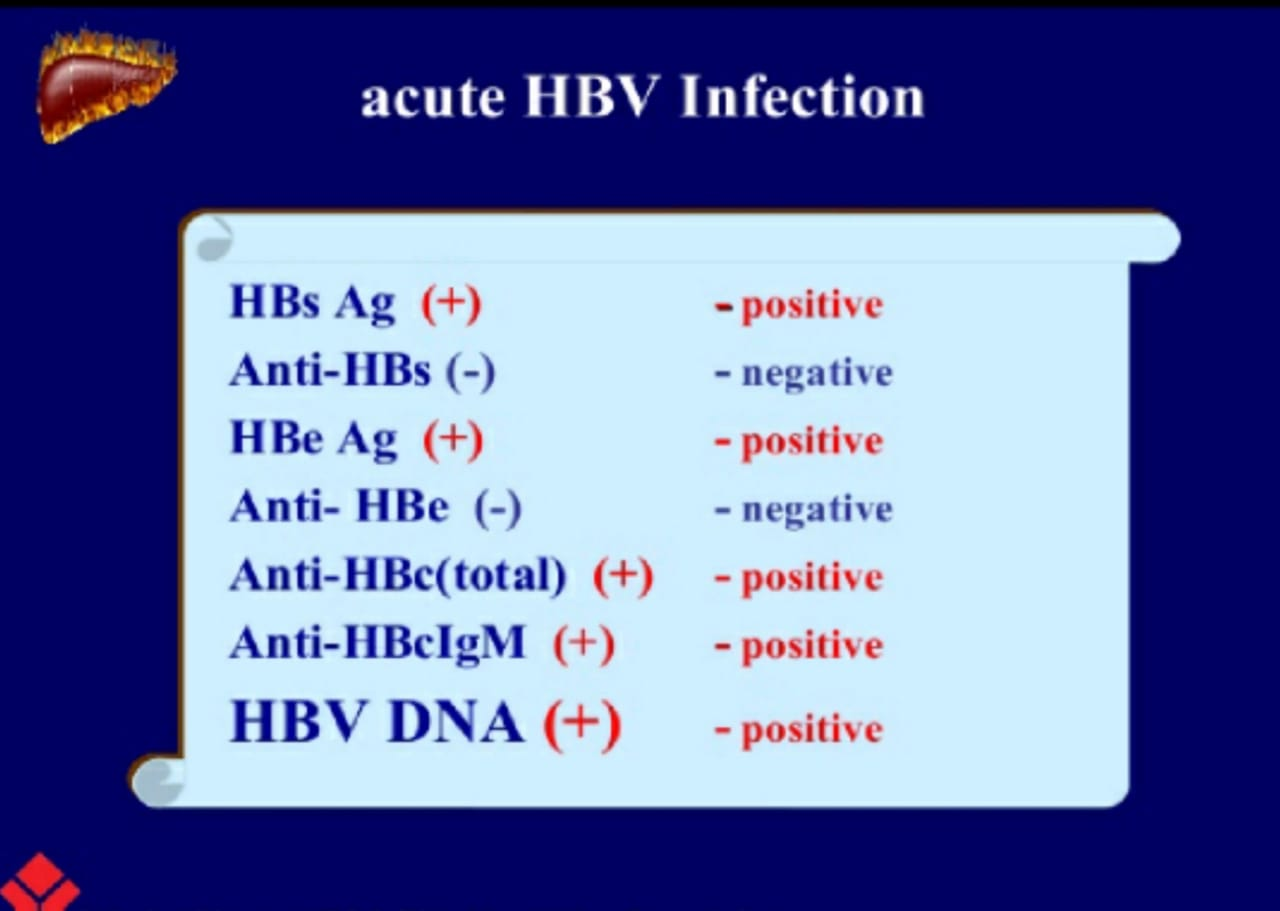 acute HBV Infection
HBs Ag (+) - positive
Anti-HBs (-) - negative
HBe Ag (+) - positive
Anti- HBe (-) - negative
Anti-HBc(total) (+) - positive
Anti-HBcIgM (+) - positive
HBV DNA (+) - positive